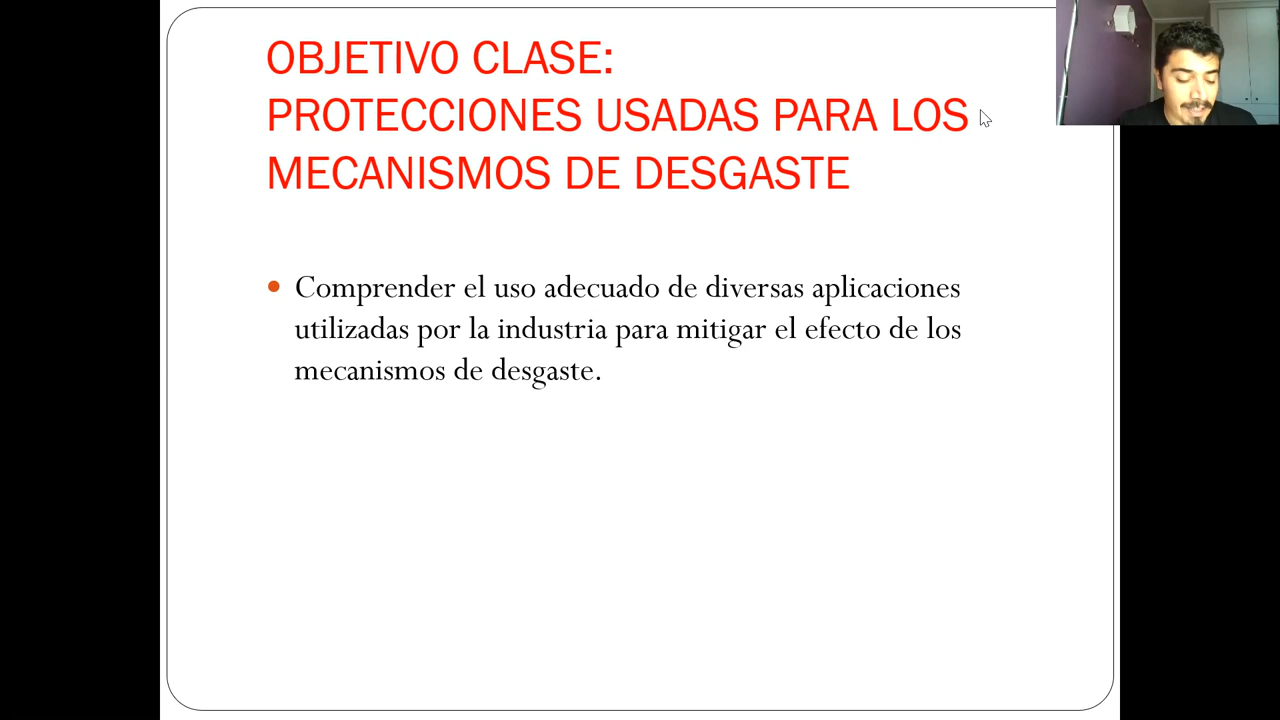 OBJETIVO CLASE:
PROTECCIONES USADAS PARA LOS
MECANISMOS DE DESGASTE
Comprender el uso adecuado de diversas aplicaciones
utilizadas por la industria para mitigar el efecto de los
mecanismos de desgaste.